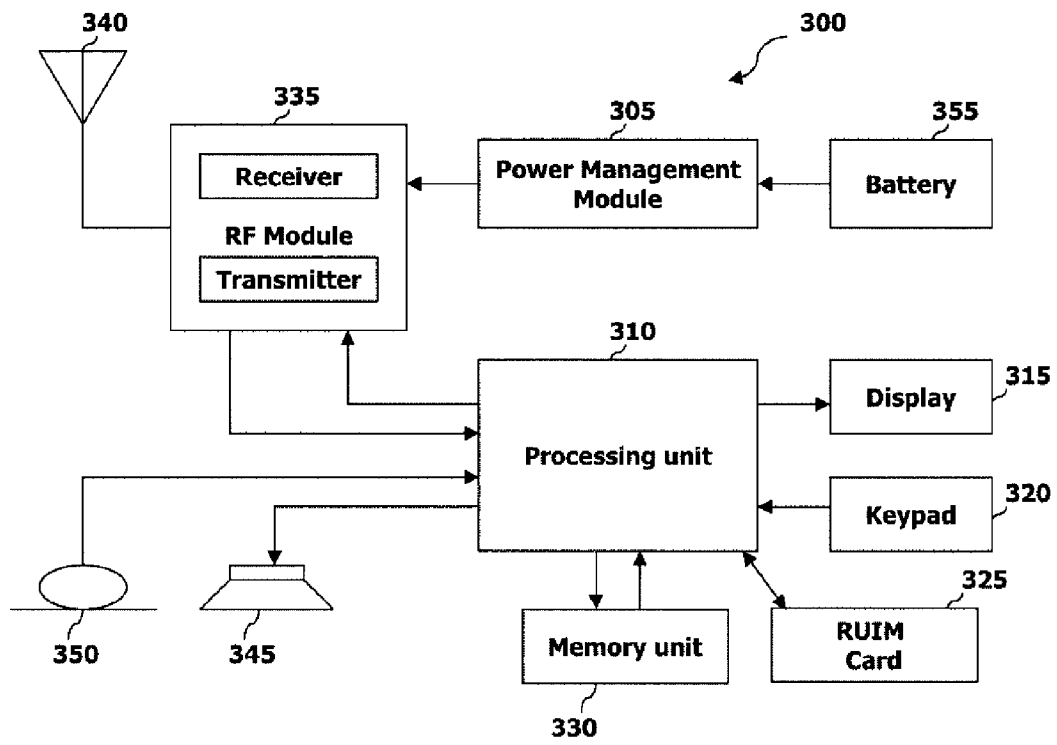 340
300
335
305
355
Receiver
RF Module
Transmitter
Power Management
Module
Battery
310
315
Display
Processing unit
320
Keypad
325
350
345
Memory unit
RUIM
Card
330